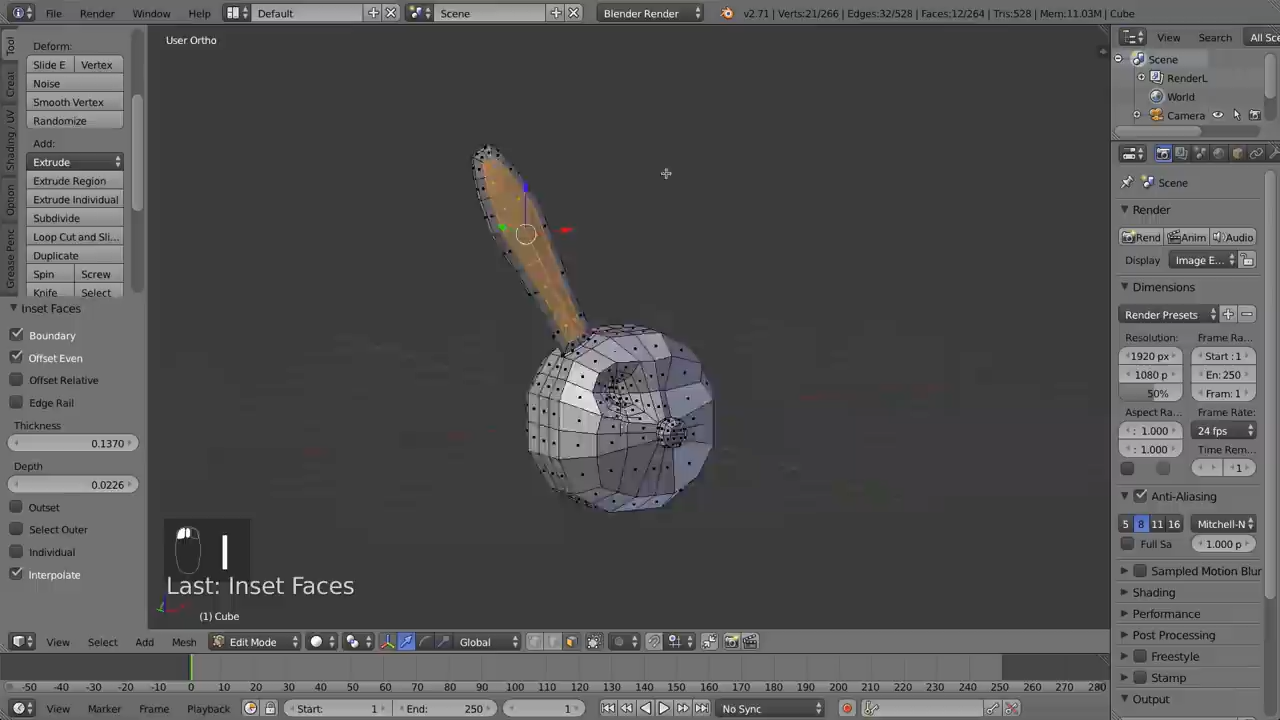 File Render Window Help Default Scene Blender Render v2.71 | Verts:21/266 | Edges:32/528 | Faces:12/264 | Tris:528 | Mem:11.03M | Cube
Tool
Creat
Shading / UV
Option
Grease Penc
Deform:
Slide E Vertex
Noise
Smooth Vertex
Randomize
Add:
Extrude
Extrude Region
Extrude Individual
Subdivide
Loop Cut and Sli...
Duplicate
Spin Screw
Knife Select
Inset Faces
Boundary
Offset Even
Offset Relative
Edge Rail
Thickness
0.1370
Depth
0.0226
Outset
Select Outer
Individual
Interpolate
User Ortho
I
Last: Inset Faces
(1) Cube
View Select Add Mesh Edit Mode Global
-50 -40 -30 -20 -10 0 10 20 30 40 50 60 70 80 90 100 110 120 130 140 150 160 170 180 190 200 210 220 230 240 250 260 270 280
View Marker Frame Playback Start: 1 End: 250 1 No Sync
View Search All Sce
Scene
RenderL
World
Camera
Scene
Render
Rend Anim Audio
Display Image E...
Dimensions
Render Presets
Resolution: Frame Ra...
1920 px Start : 1
1080 p En: 250
50% Fram: 1
Aspect Ra... Frame Rate:
: 1.000 24 fps
: 1.000 Time Rem...
1
Anti-Aliasing
5 8 11 16 Mitchell-N
Full Sa 1.000 p
Sampled Motion Blur
Shading
Performance
Post Processing
Freestyle
Stamp
Output